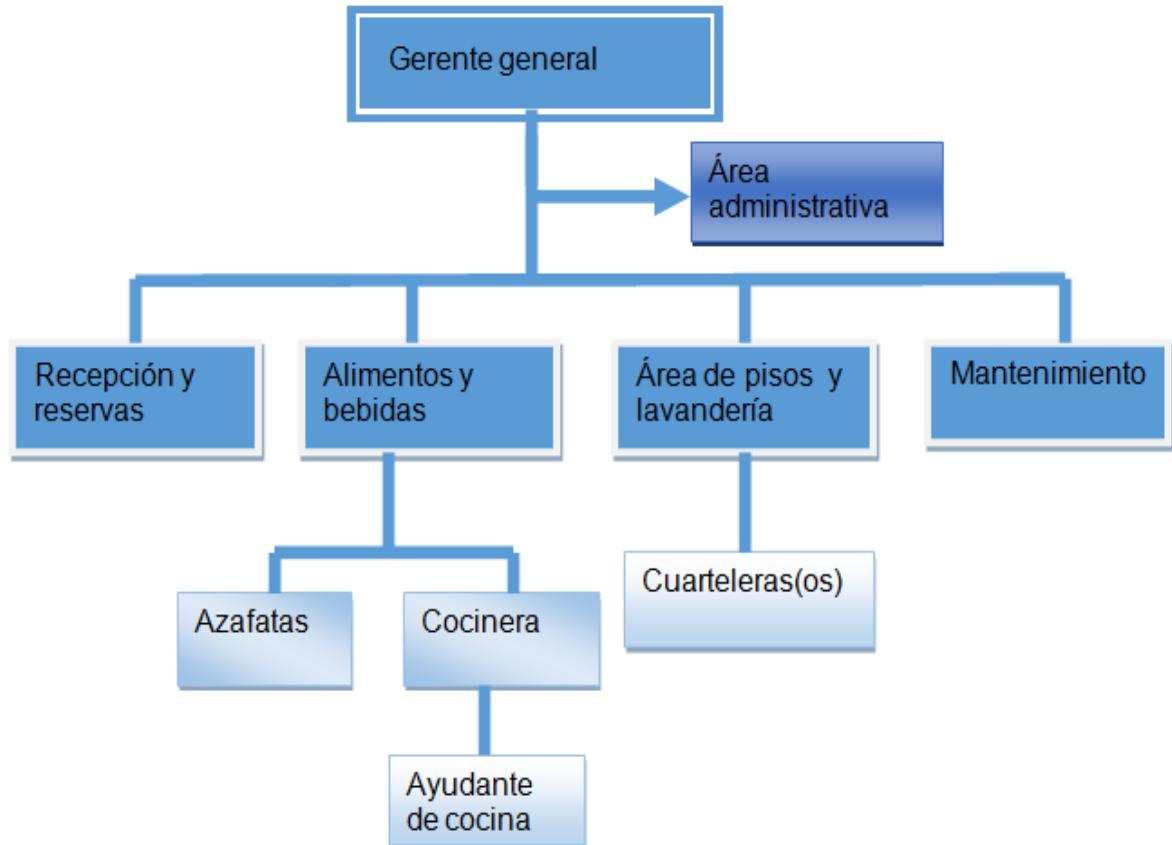 Gerente general
Área
administrativa
Recepción y
reservas
Alimentos y
bebidas
Área de pisos y
lavandería
Mantenimiento
Azafatas
Cocinera
Cuarteleras(os)
Ayudante
de cocina